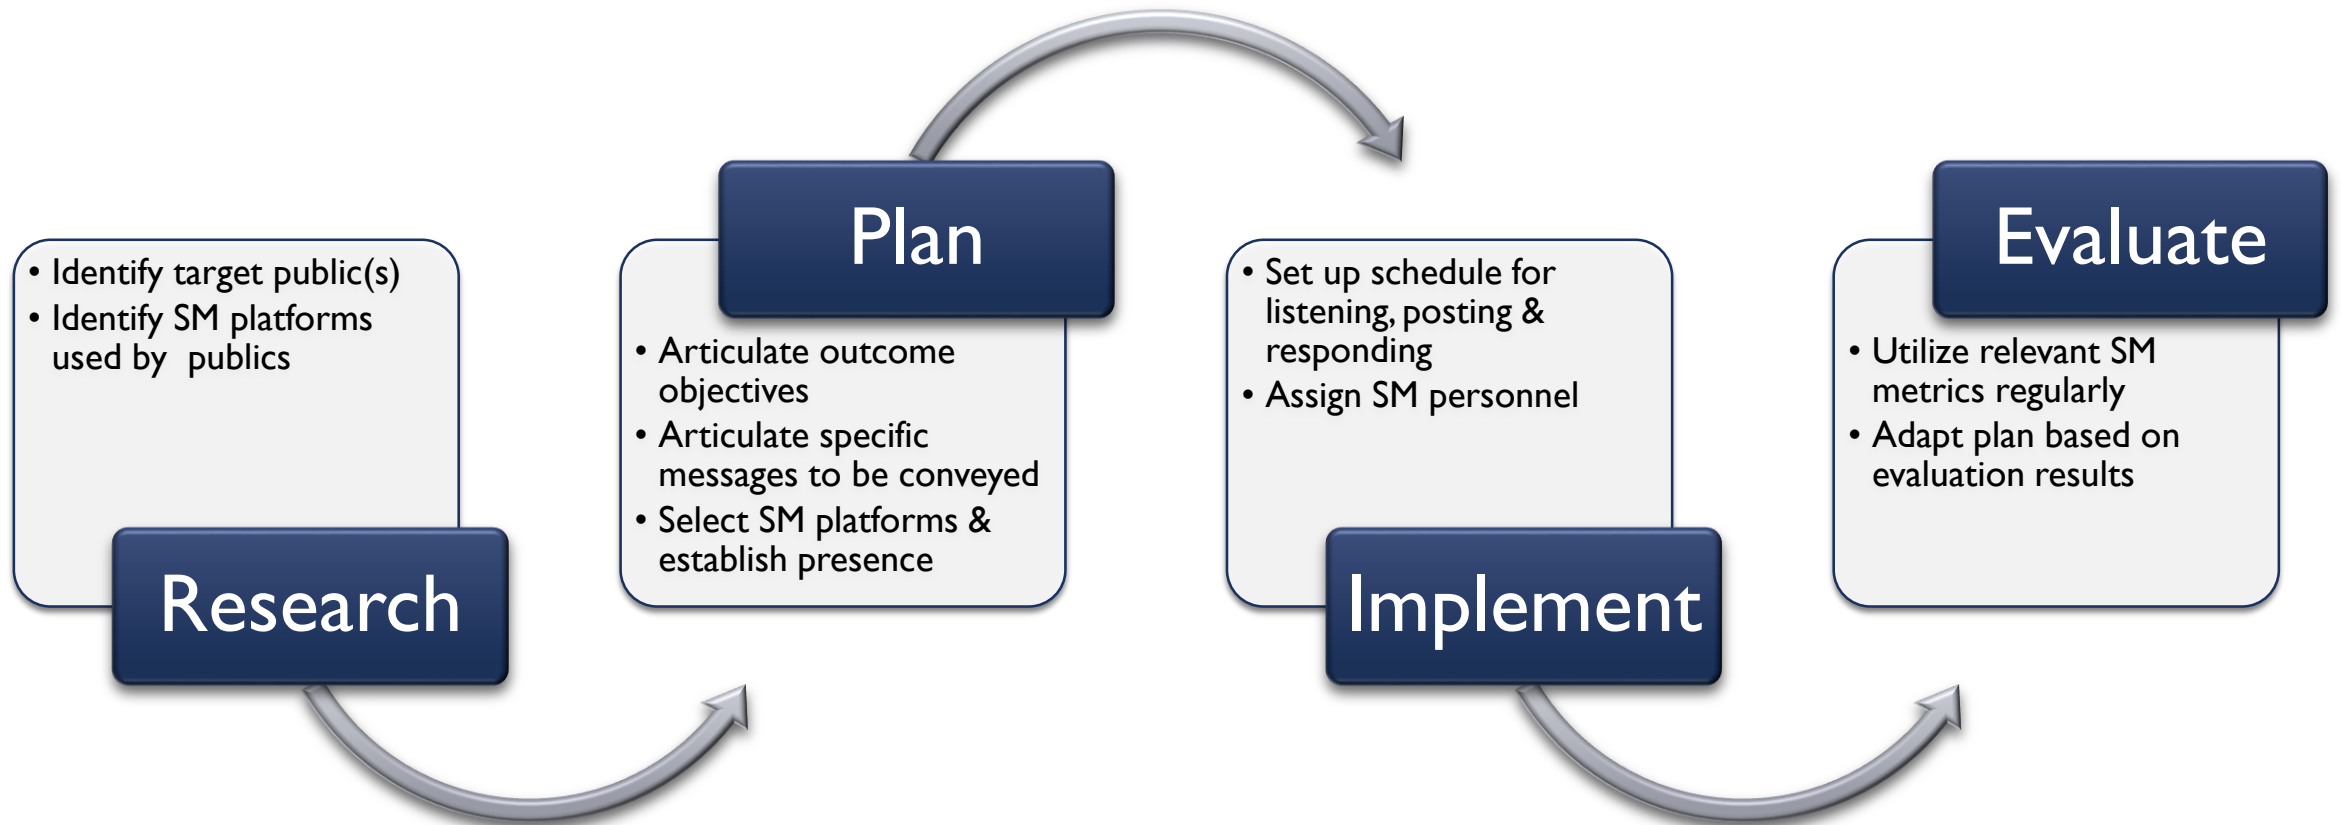 • Identify target public(s)
• Identify SM platforms
used by  publics
Research
Plan
• Articulate outcome
objectives
• Articulate specific
messages to be conveyed
• Select SM platforms &
establish presence
• Set up schedule for
listening, posting &
responding
• Assign SM personnel
Implement
Evaluate
• Utilize relevant SM
metrics regularly
• Adapt plan based on
evaluation results